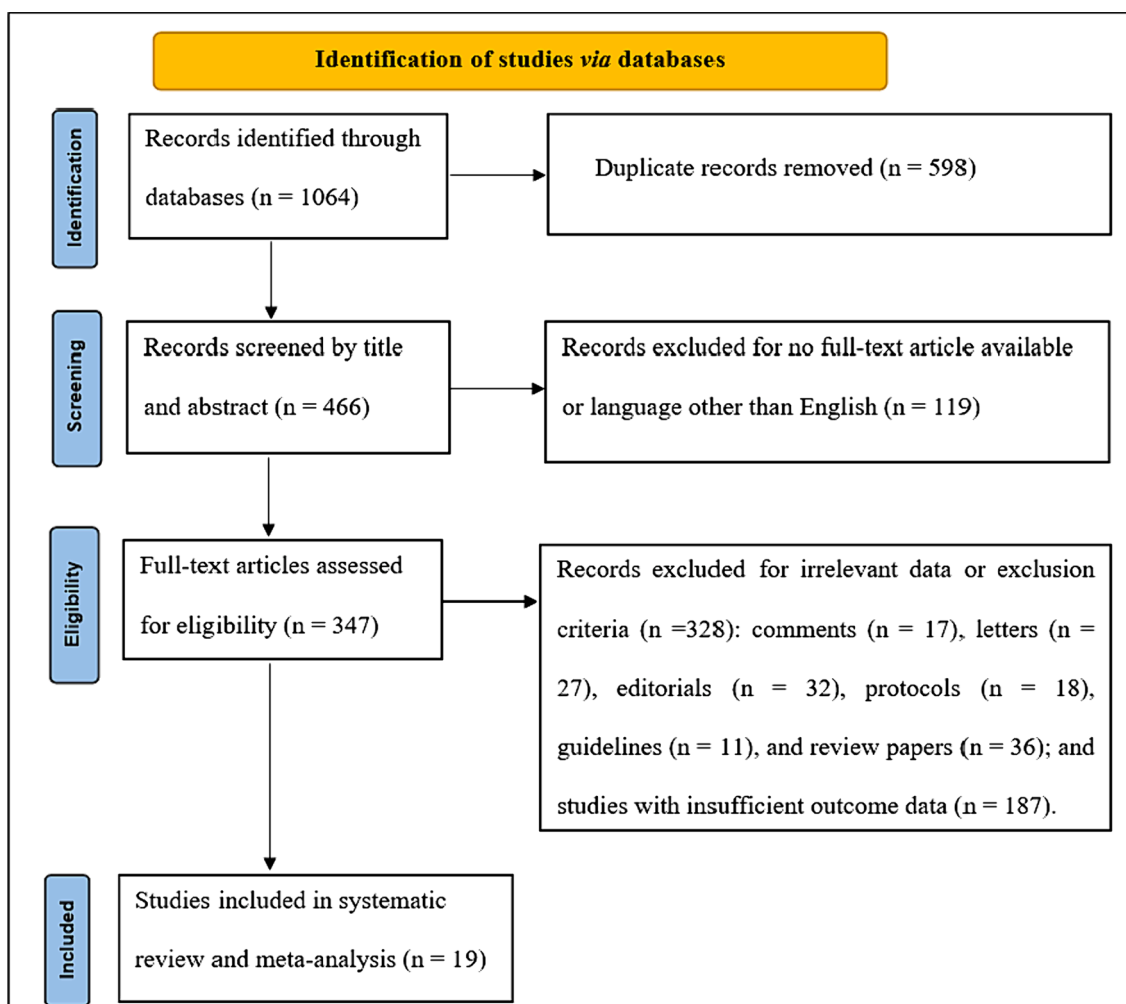 Identification of studies via databases
Identification
Records identified through
databases (n = 1064)
Duplicate records removed (n = 598)
Screening
Records screened by title
and abstract (n = 466)
Records excluded for no full-text article available
or language other than English (n = 119)
Eligibility
Full-text articles assessed
for eligibility (n = 347)
Records excluded for irrelevant data or exclusion
criteria (n =328): comments (n = 17), letters (n =
27), editorials (n = 32), protocols (n = 18),
guidelines (n = 11), and review papers (n = 36); and
studies with insufficient outcome data (n = 187).
Included
Studies included in systematic
review and meta-analysis (n = 19)